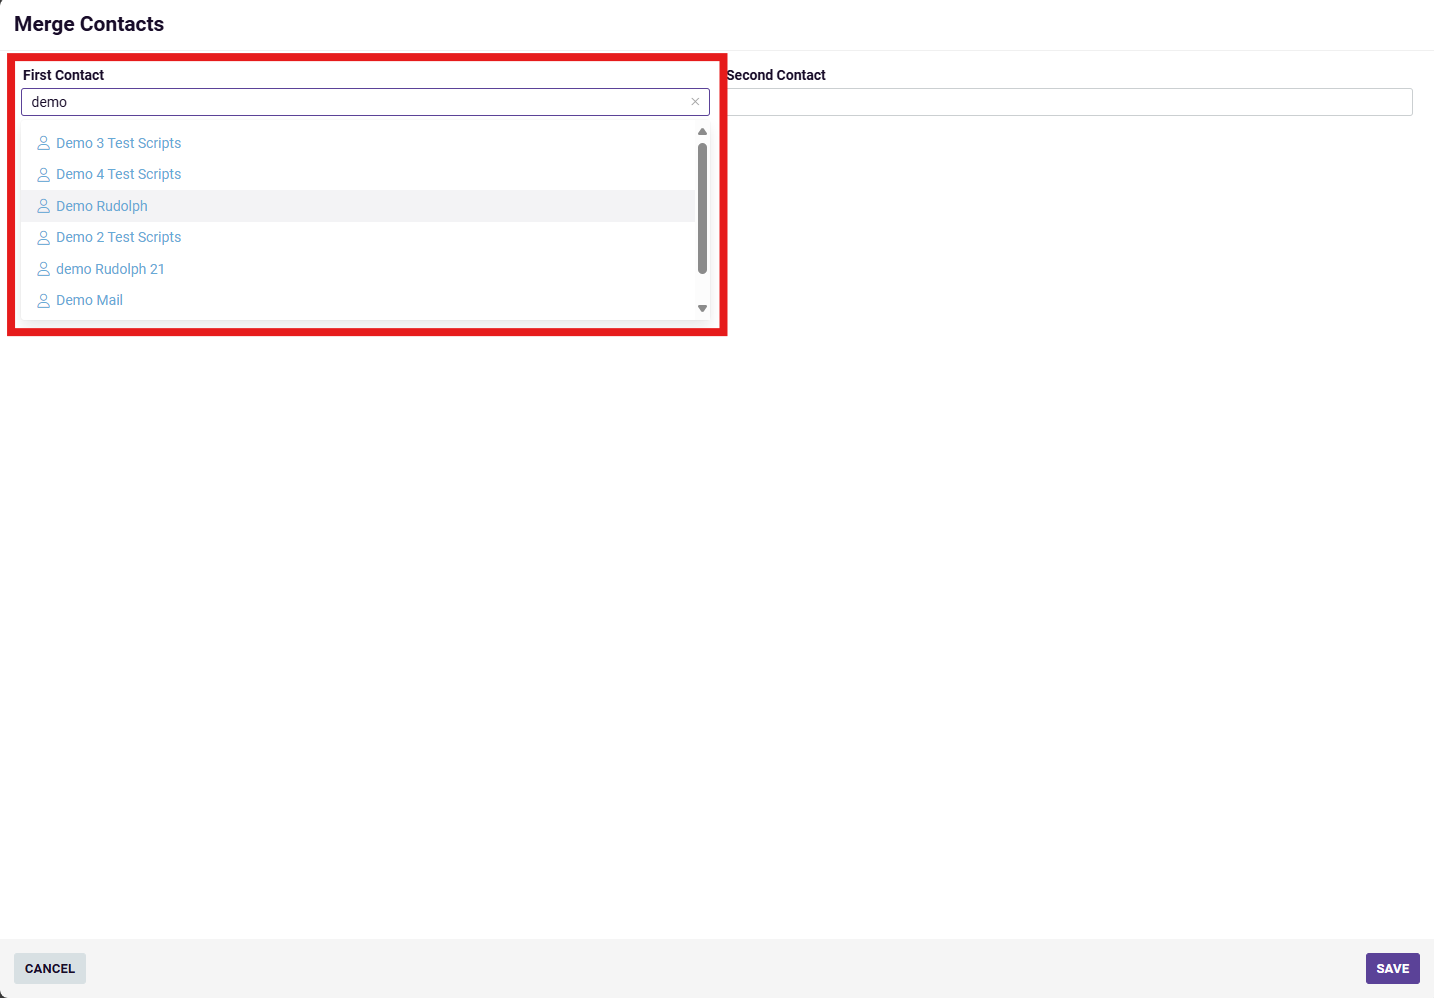 Merge Contacts
First Contact
Second Contact
demo
Demo 3 Test Scripts
Demo 4 Test Scripts
Demo Rudolph
Demo 2 Test Scripts
demo Rudolph 21
Demo Mail
CANCEL
SAVE